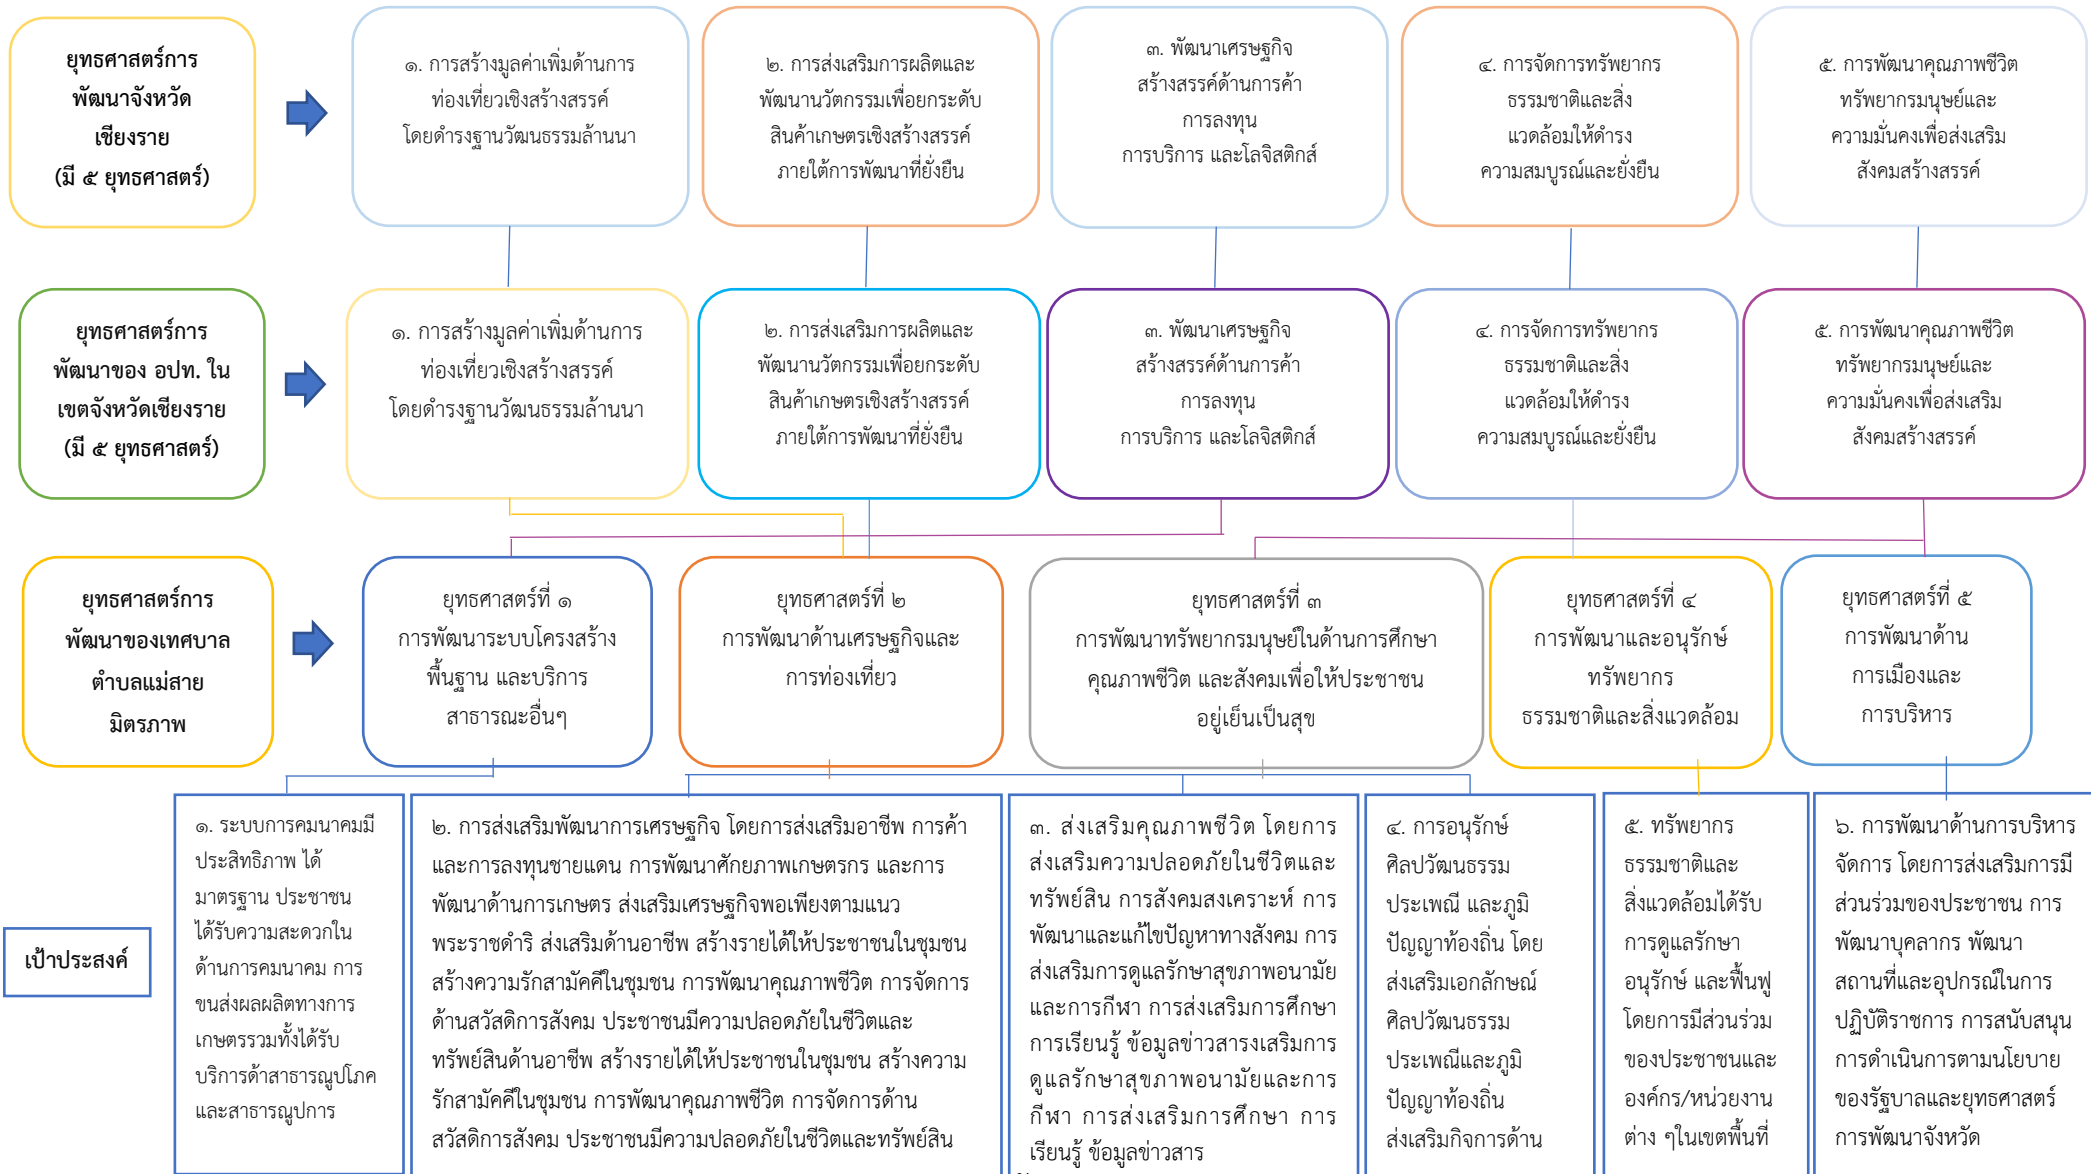 ยุทธศาสตร์การ
พัฒนาจังหวัด
เชียงราย
(มี ๕ ยุทธศาสตร์)
๑. การสร้างมูลค่าเพิ่มด้านการ
ท่องเที่ยวเชิงสร้างสรรค์
โดยดำรงฐานวัฒนธรรมล้านนา
๒. การส่งเสริมการผลิตและ
พัฒนานวัตกรรมเพื่อยกระดับ
สินค้าเกษตรเชิงสร้างสรรค์
ภายใต้การพัฒนาที่ยั่งยืน
๓. พัฒนาเศรษฐกิจ
สร้างสรรค์ด้านการค้า
การลงทุน
การบริการ และโลจิสติกส์
๔. การจัดการทรัพยากร
ธรรมชาติและสิ่ง
แวดล้อมให้ดำรง
ความสมบูรณ์และยั่งยืน
๕. การพัฒนาคุณภาพชีวิต
ทรัพยากรมนุษย์และ
ความมั่นคงเพื่อส่งเสริม
สังคมสร้างสรรค์
ยุทธศาสตร์การ
พัฒนาของ อปท. ใน
เขตจังหวัดเชียงราย
(มี ๕ ยุทธศาสตร์)
๑. การสร้างมูลค่าเพิ่มด้านการ
ท่องเที่ยวเชิงสร้างสรรค์
โดยดำรงฐานวัฒนธรรมล้านนา
๒. การส่งเสริมการผลิตและ
พัฒนานวัตกรรมเพื่อยกระดับ
สินค้าเกษตรเชิงสร้างสรรค์
ภายใต้การพัฒนาที่ยั่งยืน
๓. พัฒนาเศรษฐกิจ
สร้างสรรค์ด้านการค้า
การลงทุน
การบริการ และโลจิสติกส์
๔. การจัดการทรัพยากร
ธรรมชาติและสิ่ง
แวดล้อมให้ดำรง
ความสมบูรณ์และยั่งยืน
๕. การพัฒนาคุณภาพชีวิต
ทรัพยากรมนุษย์และ
ความมั่นคงเพื่อส่งเสริม
สังคมสร้างสรรค์
ยุทธศาสตร์การ
พัฒนาของเทศบาล
ตำบลแม่สาย
มิตรภาพ
ยุทธศาสตร์ที่ ๑
การพัฒนาระบบโครงสร้าง
พื้นฐาน และบริการ
สาธารณะอื่นๆ
ยุทธศาสตร์ที่ ๒
การพัฒนาด้านเศรษฐกิจและ
การท่องเที่ยว
ยุทธศาสตร์ที่ ๓
การพัฒนาทรัพยากรมนุษย์ในด้านการศึกษา
คุณภาพชีวิต และสังคมเพื่อให้ประชาชน
อยู่เย็นเป็นสุข
ยุทธศาสตร์ที่ ๔
การพัฒนาและอนุรักษ์
ทรัพยากร
ธรรมชาติและสิ่งแวดล้อม
ยุทธศาสตร์ที่ ๕
การพัฒนาด้าน
การเมืองและ
การบริหาร
เป้าประสงค์
๑. ระบบการคมนาคมมี
ประสิทธิภาพ ได้
มาตรฐาน ประชาชน
ได้รับความสะดวกใน
ด้านการคมนาคม การ
ขนส่งผลผลิตทางการ
เกษตรรวมทั้งได้รับ
บริการด้าสาธารณูปโภค
และสาธารณูปการ
๒. การส่งเสริมพัฒนาการเศรษฐกิจ โดยการส่งเสริมอาชีพ การค้า
และการลงทุนชายแดน การพัฒนาศักยภาพเกษตรกร และการ
พัฒนาด้านการเกษตร ส่งเสริมเศรษฐกิจพอเพียงตามแนว
พระราชดำริ ส่งเสริมด้านอาชีพ สร้างรายได้ให้ประชาชนในชุมชน
สร้างความรักสามัคคีในชุมชน การพัฒนาคุณภาพชีวิต การจัดการ
ด้านสวัสดิการสังคม ประชาชนมีความปลอดภัยในชีวิตและ
ทรัพย์สินด้านอาชีพ สร้างรายได้ให้ประชาชนในชุมชน สร้างความ
รักสามัคคีในชุมชน การพัฒนาคุณภาพชีวิต การจัดการด้าน
สวัสดิการสังคม ประชาชนมีความปลอดภัยในชีวิตและทรัพย์สิน
๓. ส่งเสริมคุณภาพชีวิต โดยการ
ส่งเสริมความปลอดภัยในชีวิตและ
ทรัพย์สิน การสังคมสงเคราะห์ การ
พัฒนาและแก้ไขปัญหาทางสังคม การ
ส่งเสริมการดูแลรักษาสุขภาพอนามัย
และการกีฬา การส่งเสริมการศึกษา
การเรียนรู้ ข้อมูลข่าวสารงเสริมการ
ดูแลรักษาสุขภาพอนามัยและการ
กีฬา การส่งเสริมการศึกษา การ
เรียนรู้ ข้อมูลข่าวสาร
๔. การอนุรักษ์
ศิลปวัฒนธรรม
ประเพณี และภูมิ
ปัญญาท้องถิ่น โดย
ส่งเสริมเอกลักษณ์
ศิลปวัฒนธรรม
ประเพณีและภูมิ
ปัญญาท้องถิ่น
ส่งเสริมกิจการด้าน
๕. ทรัพยากร
ธรรมชาติและ
สิ่งแวดล้อมได้รับ
การดูแลรักษา
อนุรักษ์ และฟื้นฟู
โดยการมีส่วนร่วม
ของประชาชนและ
องค์กร/หน่วยงาน
ต่าง ๆในเขตพื้นที่
๖. การพัฒนาด้านการบริหาร
จัดการ โดยการส่งเสริมการมี
ส่วนร่วมของประชาชน การ
พัฒนาบุคลากร พัฒนา
สถานที่และอุปกรณ์ในการ
ปฏิบัติราชการ การสนับสนุน
การดำเนินการตามนโยบาย
ของรัฐบาลและยุทธศาสตร์
การพัฒนาจังหวัด